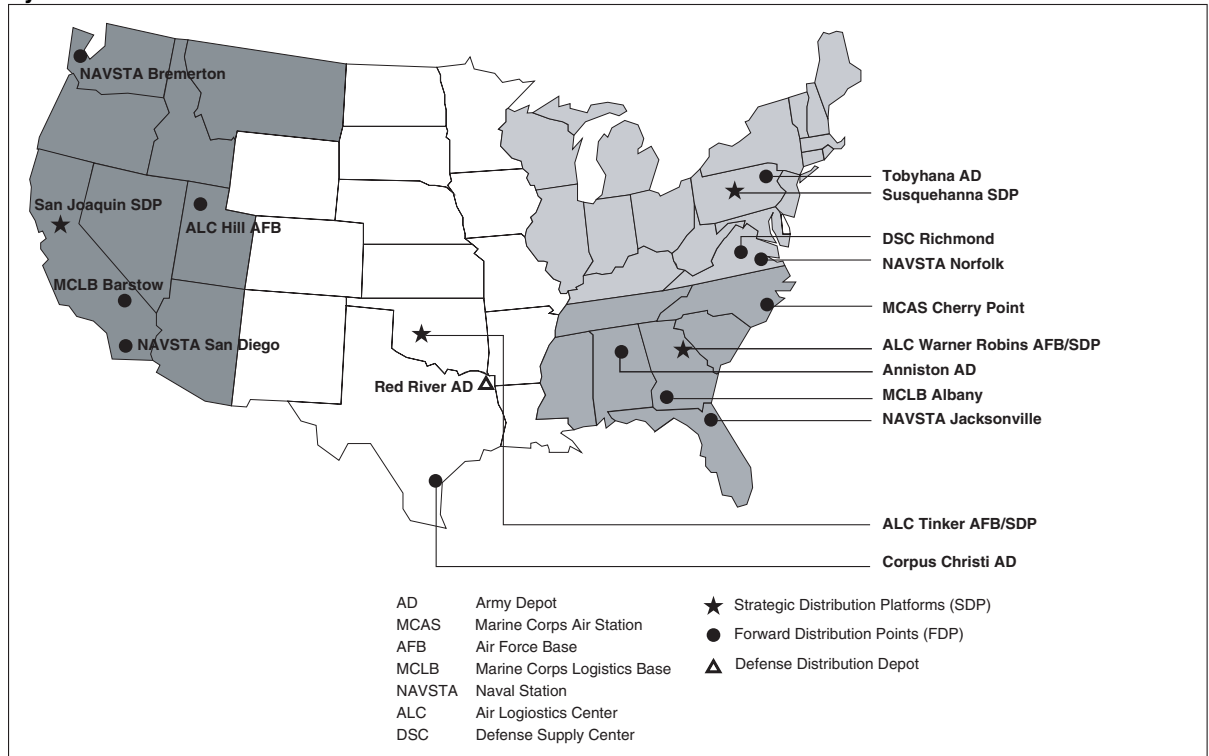 NAVSTA Bremerton
San Joaquin SDP
ALC Hill AFB
MCLB Barstow
NAVSTA San Diego
Red River AD
Tobyhana AD
Susquehanna SDP
DSC Richmond
NAVSTA Norfolk
MCAS Cherry Point
ALC Warner Robins AFB/SDP
Anniston AD
MCLB Albany
NAVSTA Jacksonville
ALC Tinker AFB/SDP
Corpus Christi AD
AD Army Depot
MCAS Marine Corps Air Station
AFB Air Force Base
MCLB Marine Corps Logistics Base
NAVSTA Naval Station
ALC Air Logiostics Center
DSC Defense Supply Center
Strategic Distribution Platforms (SDP)
Forward Distribution Points (FDP)
Defense Distribution Depot